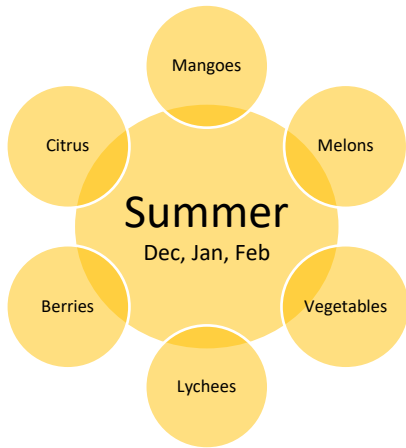 Mangoes
Citrus
Melons
Summer
Dec, Jan, Feb
Berries
Vegetables
Lychees